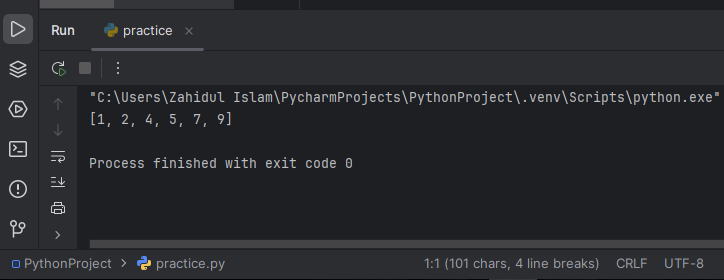 Run practice
"C:\Users\Zahidul Islam\PycharmProjects\PythonProject\.venv\Scripts\python.exe"
[1, 2, 4, 5, 7, 9]
Process finished with exit code 0
PythonProject > practice.py 1:1 (101 chars, 4 line breaks) CRLF UTF-8